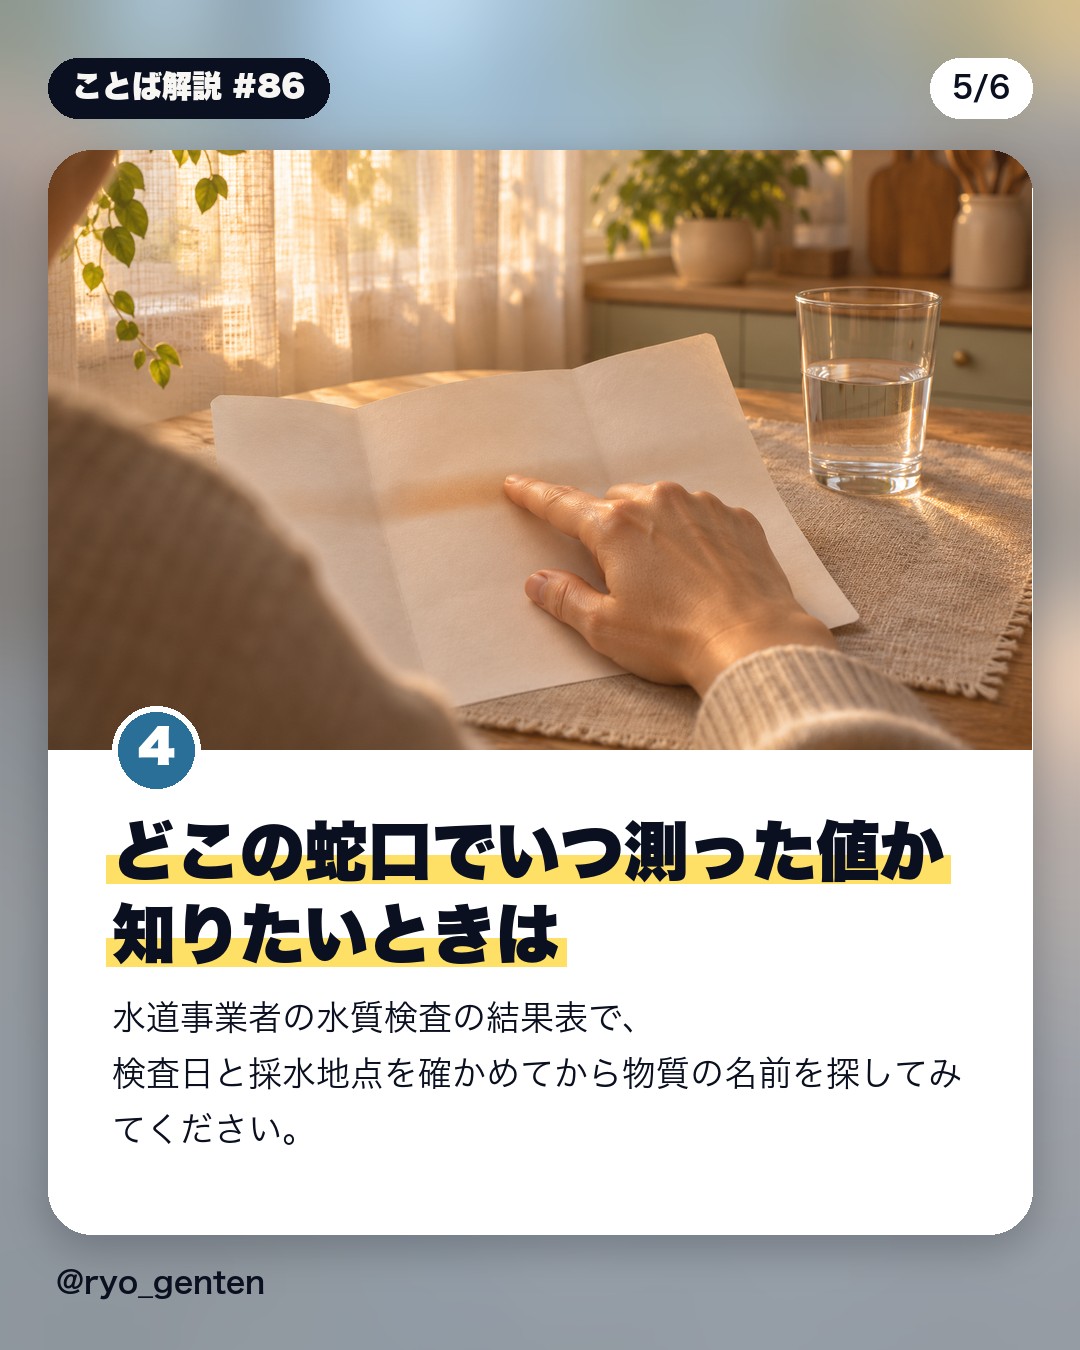 ことば解説 #86
5/6
4
どこの蛇口でいつ測った値か
知りたいときは
水道事業者の水質検査の結果表で、
検査日と採水地点を確かめてから物質の名前を探してみ
てください。
@ryo_genten